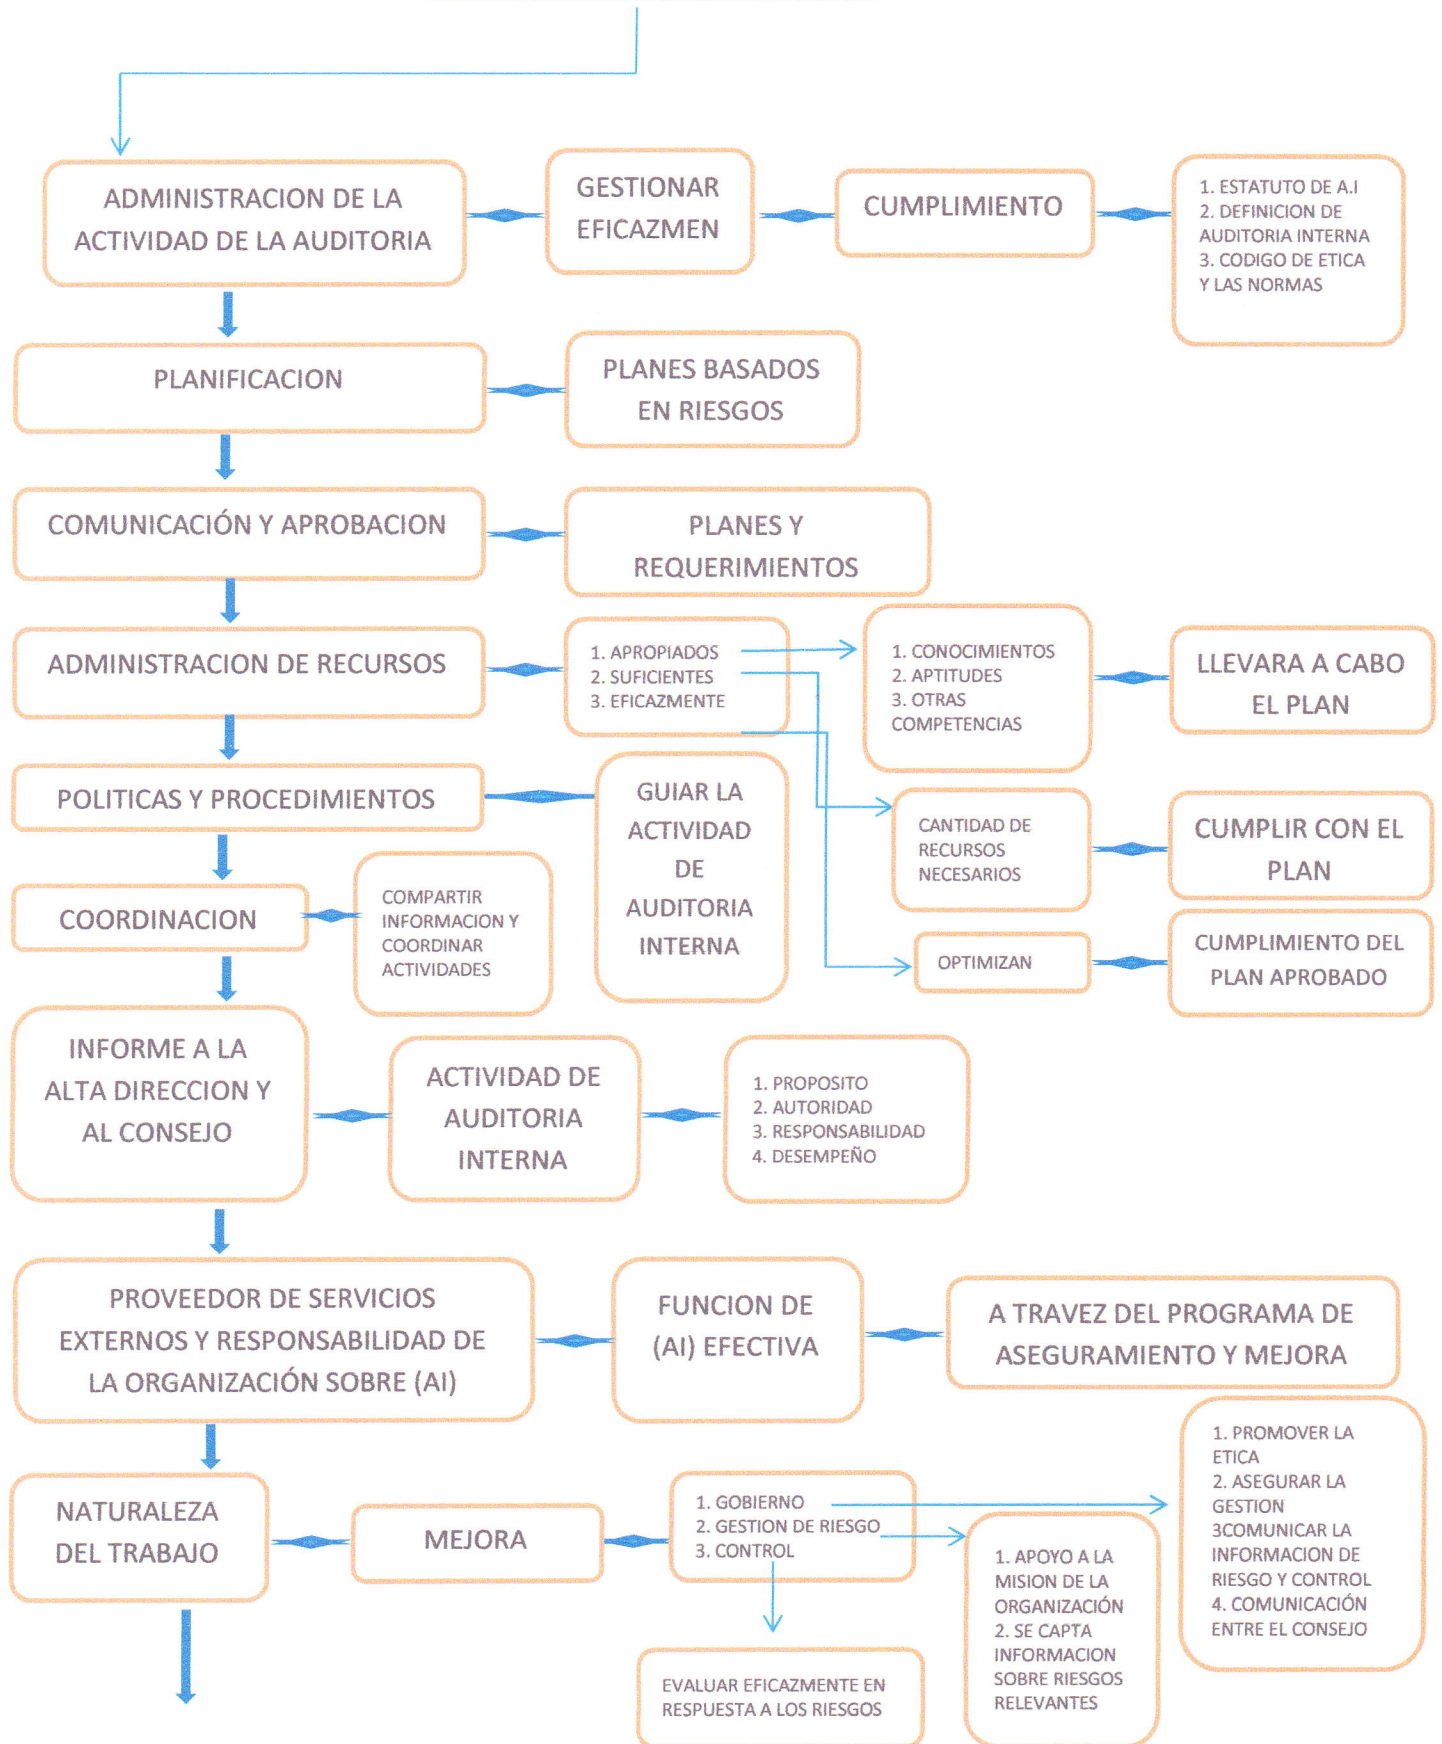 ADMINISTRACION DE LA
ACTIVIDAD DE LA AUDITORIA
GESTIONAR
EFICAZMEN
CUMPLIMIENTO
1. ESTATUTO DE A.I
2. DEFINICION DE
AUDITORIA INTERNA
3. CODIGO DE ETICA
Y LAS NORMAS
PLANIFICACION
PLANES BASADOS
EN RIESGOS
COMUNICACIÓN Y APROBACION
PLANES Y
REQUERIMIENTOS
ADMINISTRACION DE RECURSOS
1. APROPIADOS
2. SUFICIENTES
3. EFICAZMENTE
1. CONOCIMIENTOS
2. APTITUDES
3. OTRAS
COMPETENCIAS
LLEVARA A CABO
EL PLAN
POLITICAS Y PROCEDIMIENTOS
GUIAR LA
ACTIVIDAD
DE
AUDITORIA
INTERNA
CANTIDAD DE
RECURSOS
NECESARIOS
CUMPLIR CON EL
PLAN
COORDINACION
COMPARTIR
INFORMACION Y
COORDINAR
ACTIVIDADES
OPTIMIZAN
CUMPLIMIENTO DEL
PLAN APROBADO
INFORME A LA
ALTA DIRECCION Y
AL CONSEJO
ACTIVIDAD DE
AUDITORIA
INTERNA
1. PROPOSITO
2. AUTORIDAD
3. RESPONSABILIDAD
4. DESEMPEÑO
PROVEEDOR DE SERVICIOS
EXTERNOS Y RESPONSABILIDAD DE
LA ORGANIZACIÓN SOBRE (AI)
FUNCION DE
(AI) EFECTIVA
A TRAVEZ DEL PROGRAMA DE
ASEGURAMIENTO Y MEJORA
NATURALEZA
DEL TRABAJO
MEJORA
1. GOBIERNO
2. GESTION DE RIESGO
3. CONTROL
1. PROMOVER LA
ETICA
2. ASEGURAR LA
GESTION
3COMUNICAR LA
INFORMACION DE
RIESGO Y CONTROL
4. COMUNICACIÓN
ENTRE EL CONSEJO
1. APOYO A LA
MISION DE LA
ORGANIZACIÓN
2. SE CAPTA
INFORMACION
SOBRE RIESGOS
RELEVANTES
EVALUAR EFICAZMENTE EN
RESPUESTA A LOS RIESGOS